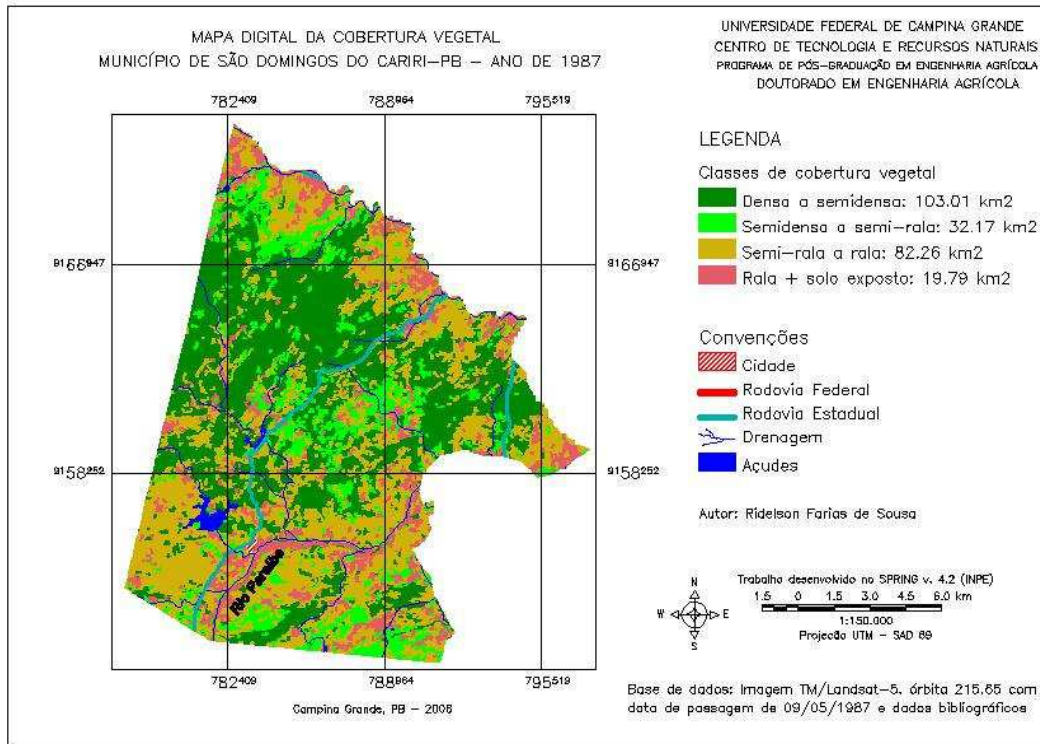 MAPA DIGITAL DA COBERTURA VEGETAL
MUNICÍPIO DE SÃO DOMINGOS DO CARIRI-PB - ANO DE 1987
UNIVERSIDADE FEDERAL DE CAMPINA GRANDE
CENTRO DE TECNOLOGIA E RECURSOS NATURAIS
PROGRAMA DE PÓS-GRADUAÇÃO EM ENGENHARIA AGRÍCOLA
DOUTORADO EM ENGENHARIA AGRÍCOLA
782409 788964 795519
9166947 9166947
9158252 9158252
Rio Paraíba
782409 788964 795519
Campina Grande, PB - 2006
LEGENDA
Classes de cobertura vegetal
Densa a semidensa: 103.01 km2
Semidensa a semi-rala: 32.17 km2
Semi-rala a rala: 82.26 km2
Rala + solo exposto: 19.79 km2
Convenções
Cidade
Rodovia Federal
Rodovia Estadual
Drenagem
Açudes
Autor: Ridelson Farias de Sousa
N
W E
S
Trabalho desenvolvido no SPRING v. 4.2 (INPE)
1.5 0 1.5 3.0 4.5 6.0 km
1:150.000
Projecão UTM - SAD 69
Base de dados: Imagem TM/Landsat-5. órbita 215.65 com
data de passagem de 09/05/1987 e dados bibliográficos